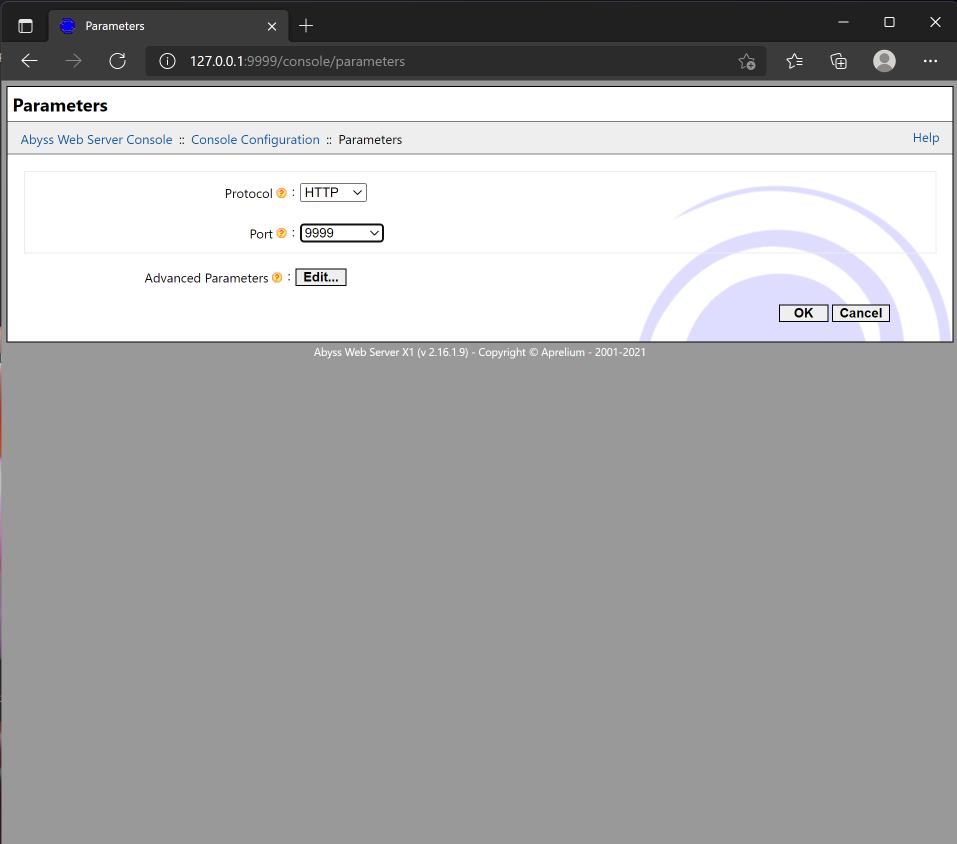 Parameters
127.0.0.1:9999/console/parameters
Parameters
Abyss Web Server Console :: Console Configuration :: Parameters
Help
Protocol ? : HTTP
Port ? : 9999
Advanced Parameters ? : Edit...
OK Cancel
Abyss Web Server X1 (v 2.16.1.9) - Copyright © Aprelium - 2001-2021